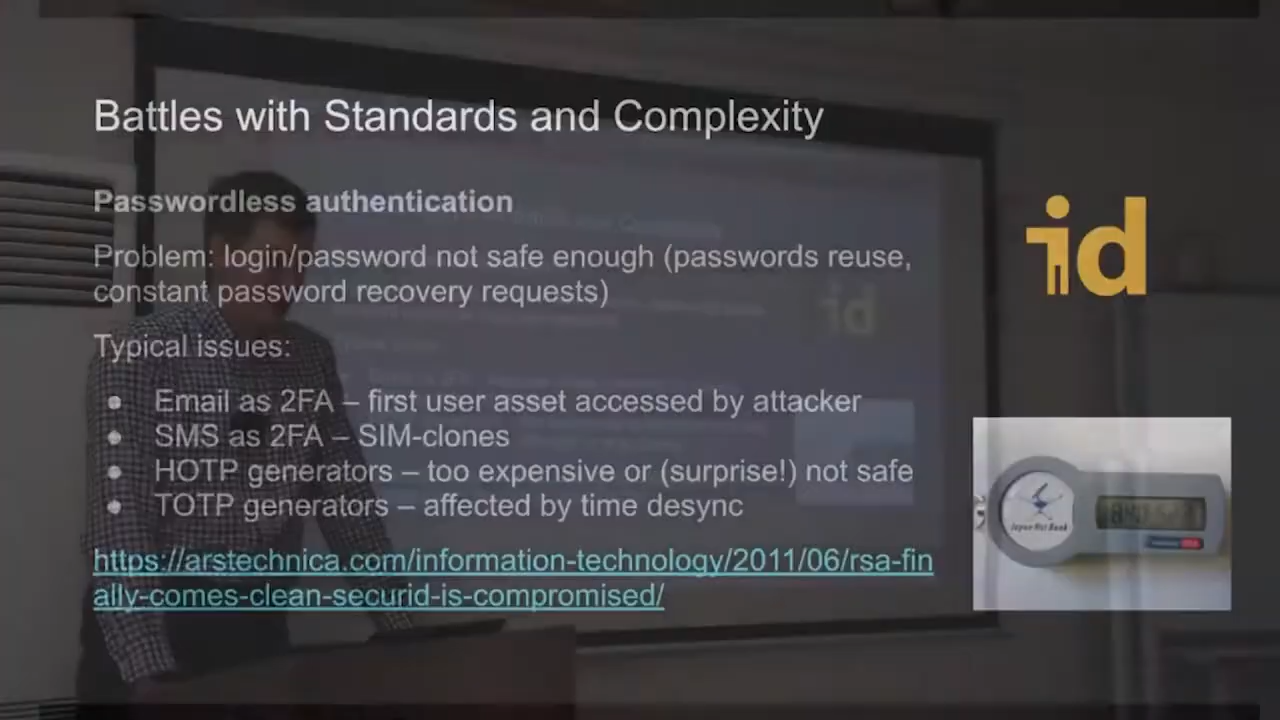 Battles with Standards and Complexity
Passwordless authentication
Problem: login/password not safe enough (passwords reuse,
constant password recovery requests)
id
Typical issues:
● Email as 2FA – first user asset accessed by attacker
● SMS as 2FA – SIM-clones
● HOTP generators – too expensive or (surprise!) not safe
● TOTP generators – affected by time desync
https://arstechnica.com/information-technology/2011/06/rsa-fin
ally-comes-clean-securid-is-compromised/